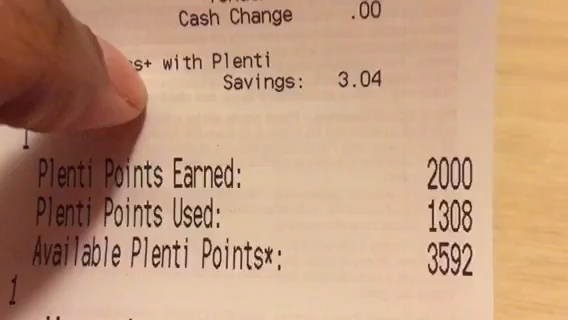 Cash Change .00
with Plenti
Savings: 3.04
Plenti Points Earned: 2000
Plenti Points Used: 1308
Available Plenti Points*: 3592
1